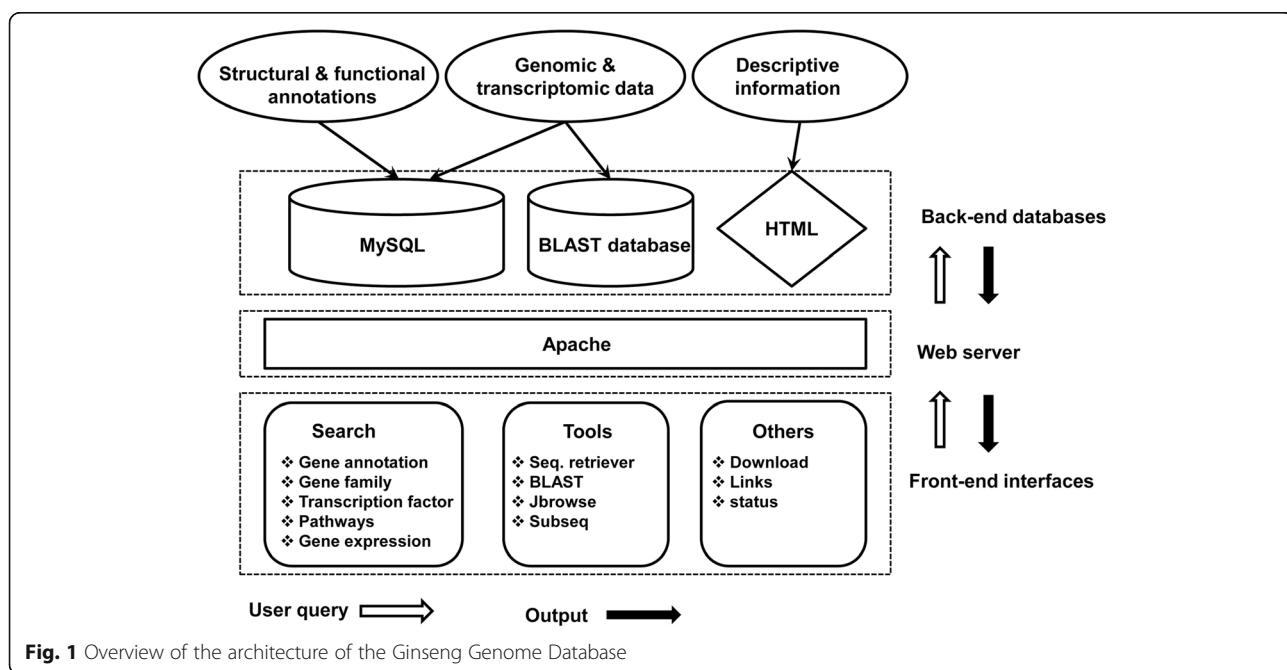 Structural & functional
annotations
Genomic &
transcriptomic data
Descriptive
information
MySQL
BLAST database
HTML
Back-end databases
Apache
Web server
Search
❖ Gene annotation
❖ Gene family
❖ Transcription factor
❖ Pathways
❖ Gene expression
Tools
❖ Seq. retriever
❖ BLAST
❖ Jbrowse
❖ Subseq
Others
❖ Download
❖ Links
❖ status
Front-end interfaces
User query
Output
Fig. 1 Overview of the architecture of the Ginseng Genome Database